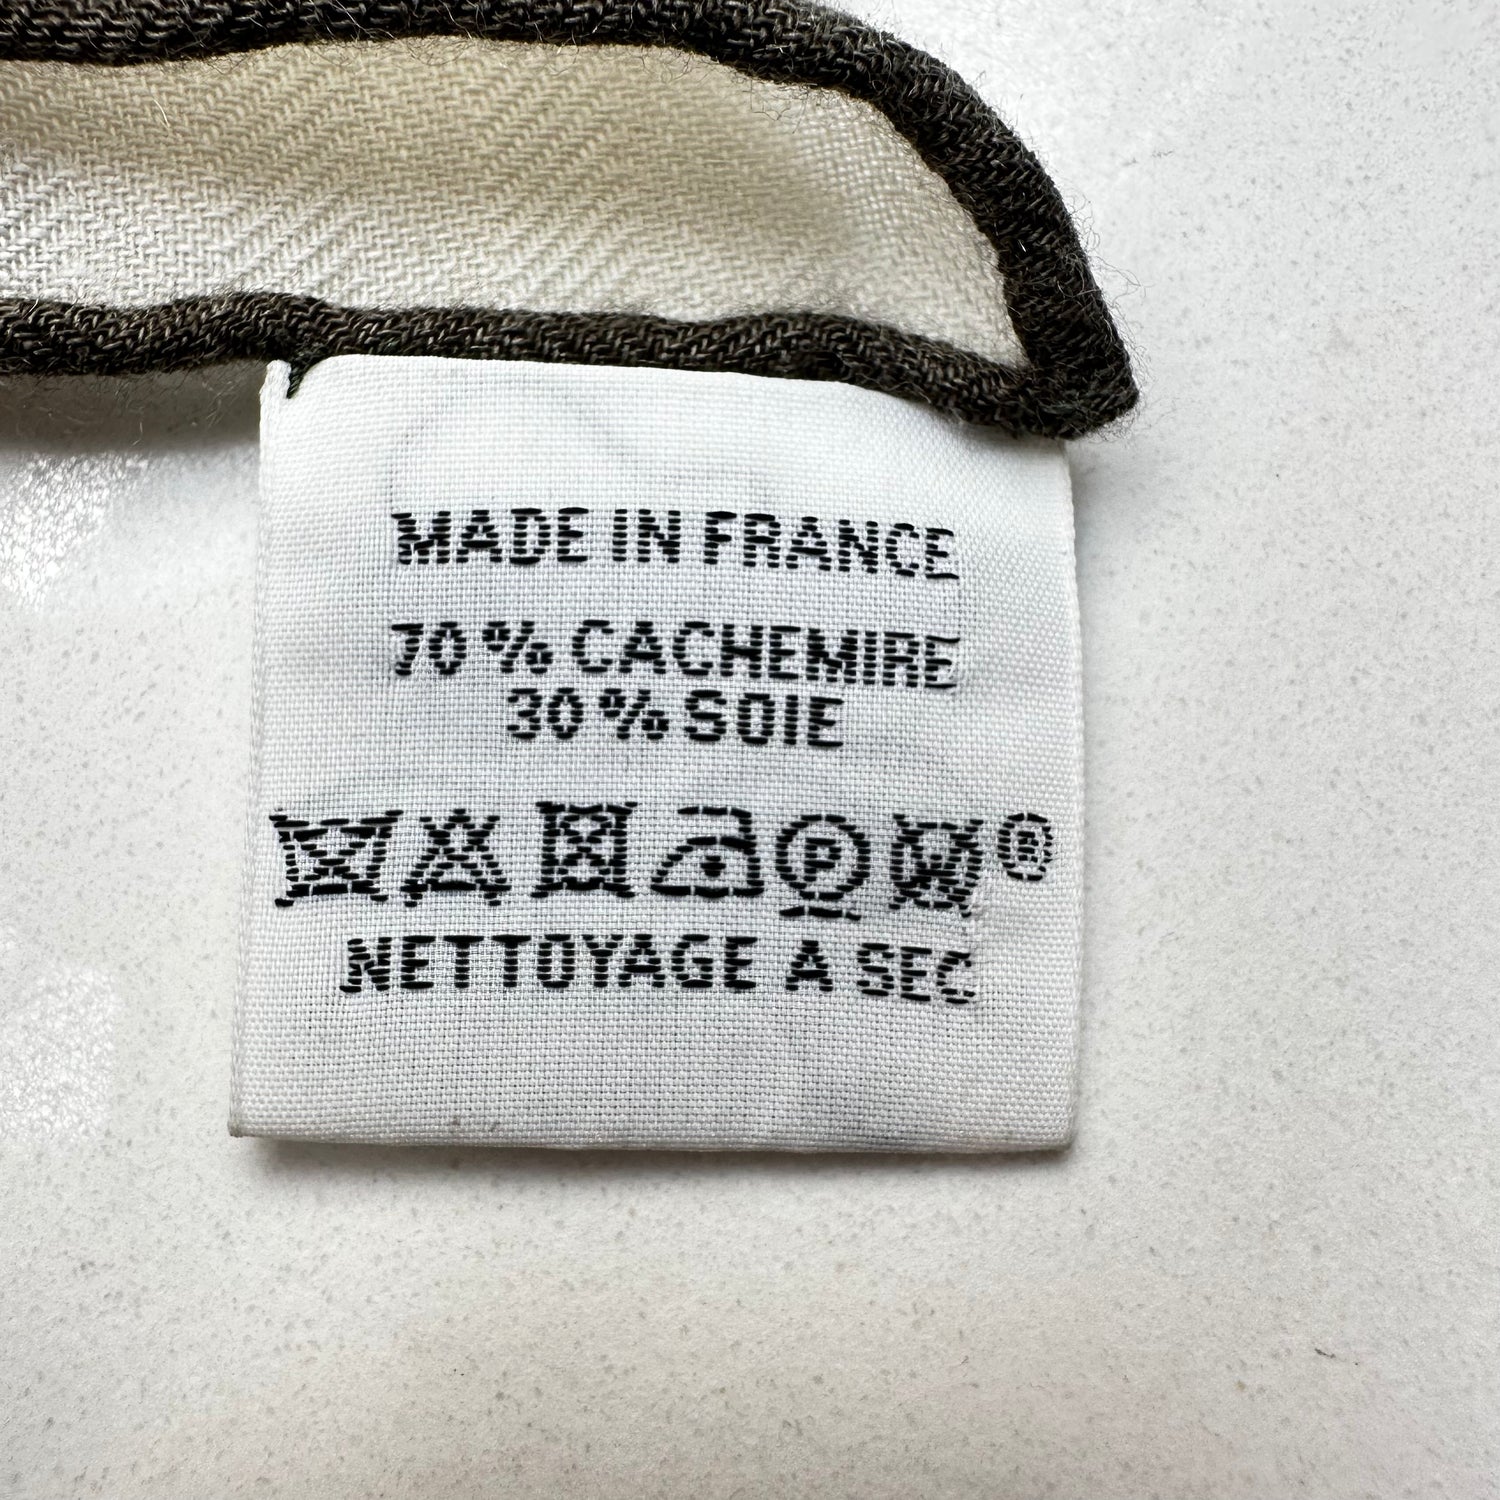 MADE IN FRANCE
70% CACHEMIRE
30% SOIE
P W ®
NETTOYAGE A SEC